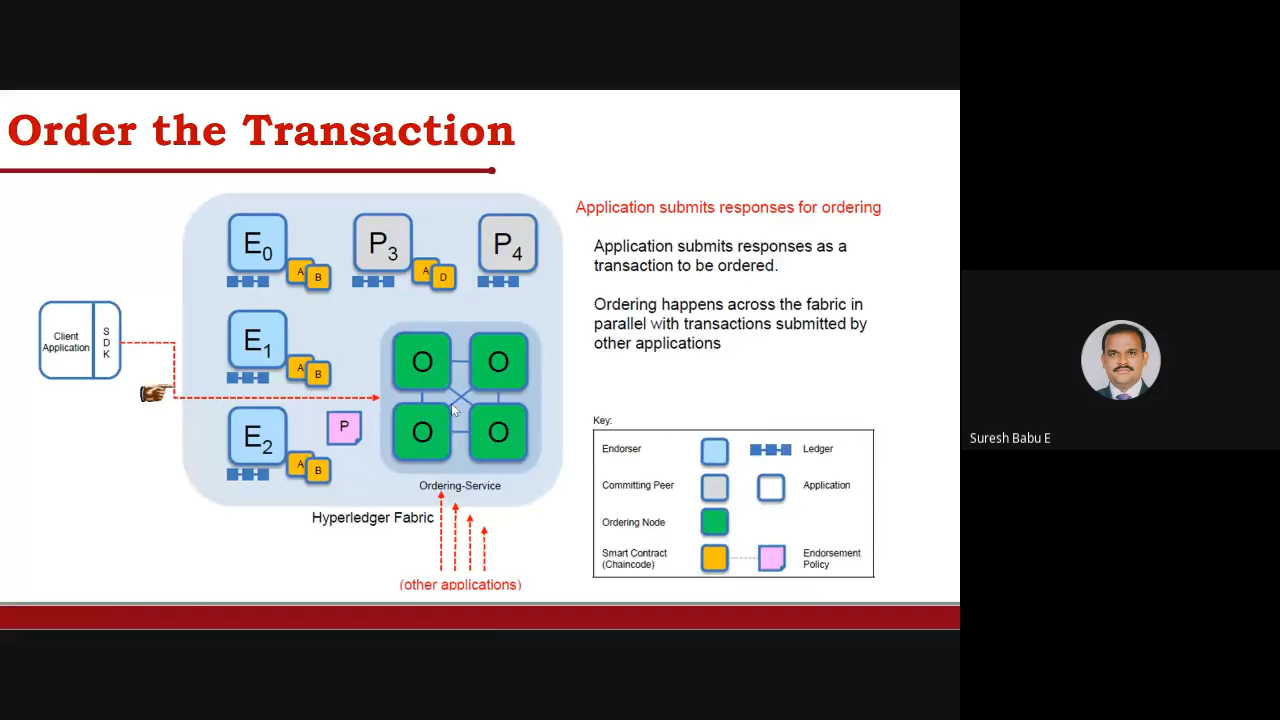 Order the Transaction
Application submits responses for ordering
Application submits responses as a
transaction to be ordered.
Ordering happens across the fabric in
parallel with transactions submitted by
other applications
E0
A
B
P3
A
D
P4
Client
Application
S
D
K
E1
A
B
E2
A
B
P
O
O
O
O
Ordering-Service
Hyperledger Fabric
(other applications)
Key:
Endorser
Ledger
Committing Peer
Application
Ordering Node
Smart Contract
(Chaincode)
Endorsement
Policy
Suresh Babu E